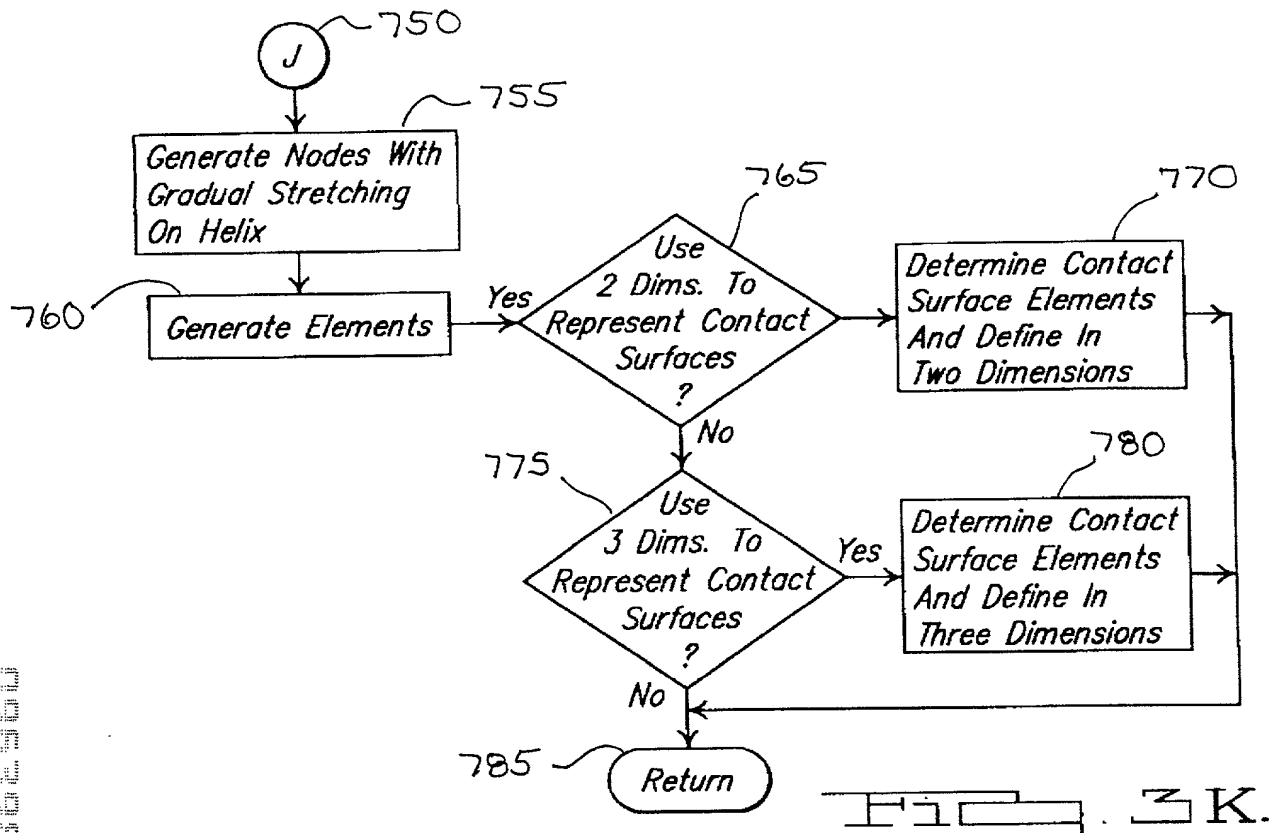 750
J
755
Generate Nodes With
Gradual Stretching
On Helix
760
Generate Elements
Yes
765
Use
2 Dims. To
Represent Contact
Surfaces
?
770
Determine Contact
Surface Elements
And Define In
Two Dimensions
No
775
Use
3 Dims. To
Represent Contact
Surfaces
?
Yes
780
Determine Contact
Surface Elements
And Define In
Three Dimensions
No
785
Return
3K.